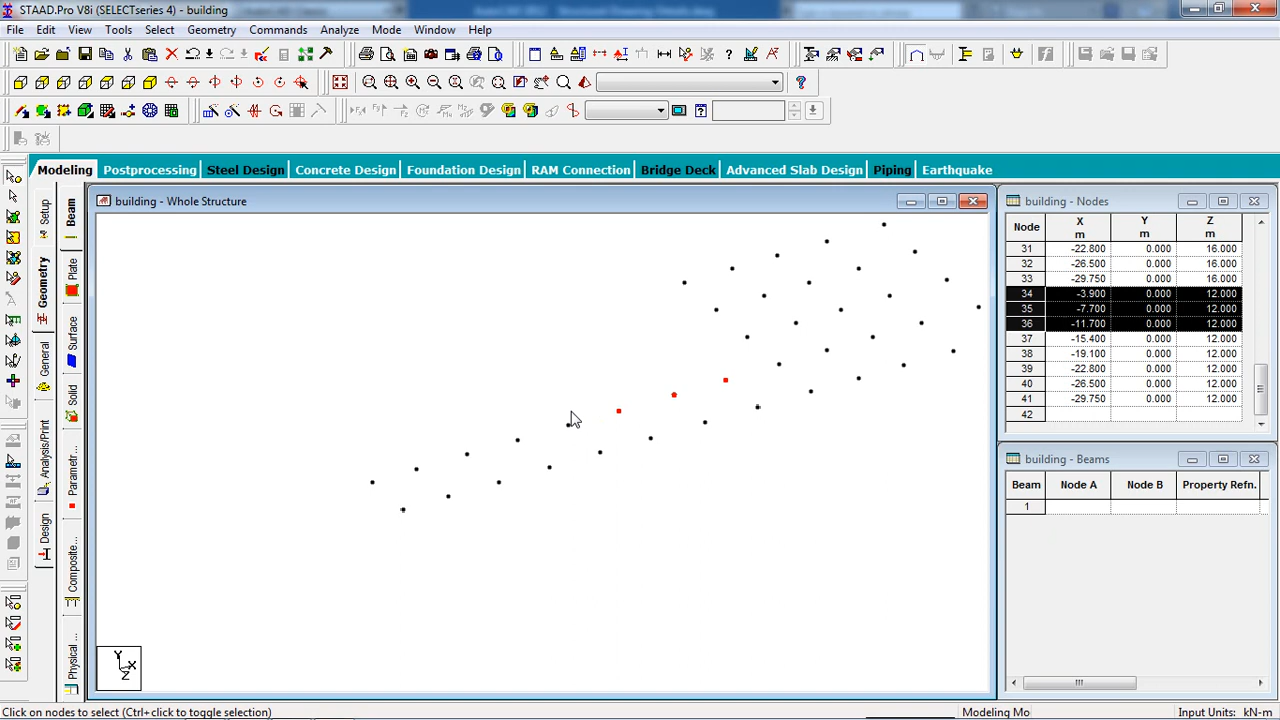 STAAD.Pro V8i (SELECTseries 4) - building
File Edit View Tools Select Geometry Commands Analyze Mode Window Help
Modeling Postprocessing Steel Design Concrete Design Foundation Design RAM Connection Bridge Deck Advanced Slab Design Piping Earthquake
Setup
Geometry
General
Analysis/Print
Design
Beam
Plate
Surface
Solid
Parametr...
Composite...
Physical ...
building - Whole Structure
Y
X
Z
building - Nodes
Node X m Y m Z m
31 -22.800 0.000 16.000
32 -26.500 0.000 16.000
33 -29.750 0.000 16.000
34 -3.900 0.000 12.000
35 -7.700 0.000 12.000
36 -11.700 0.000 12.000
37 -15.400 0.000 12.000
38 -19.100 0.000 12.000
39 -22.800 0.000 12.000
40 -26.500 0.000 12.000
41 -29.750 0.000 12.000
42
building - Beams
Beam Node A Node B Property Refn.
1
Click on nodes to select (Ctrl+click to toggle selection) Modeling Mo Input Units: kN-m